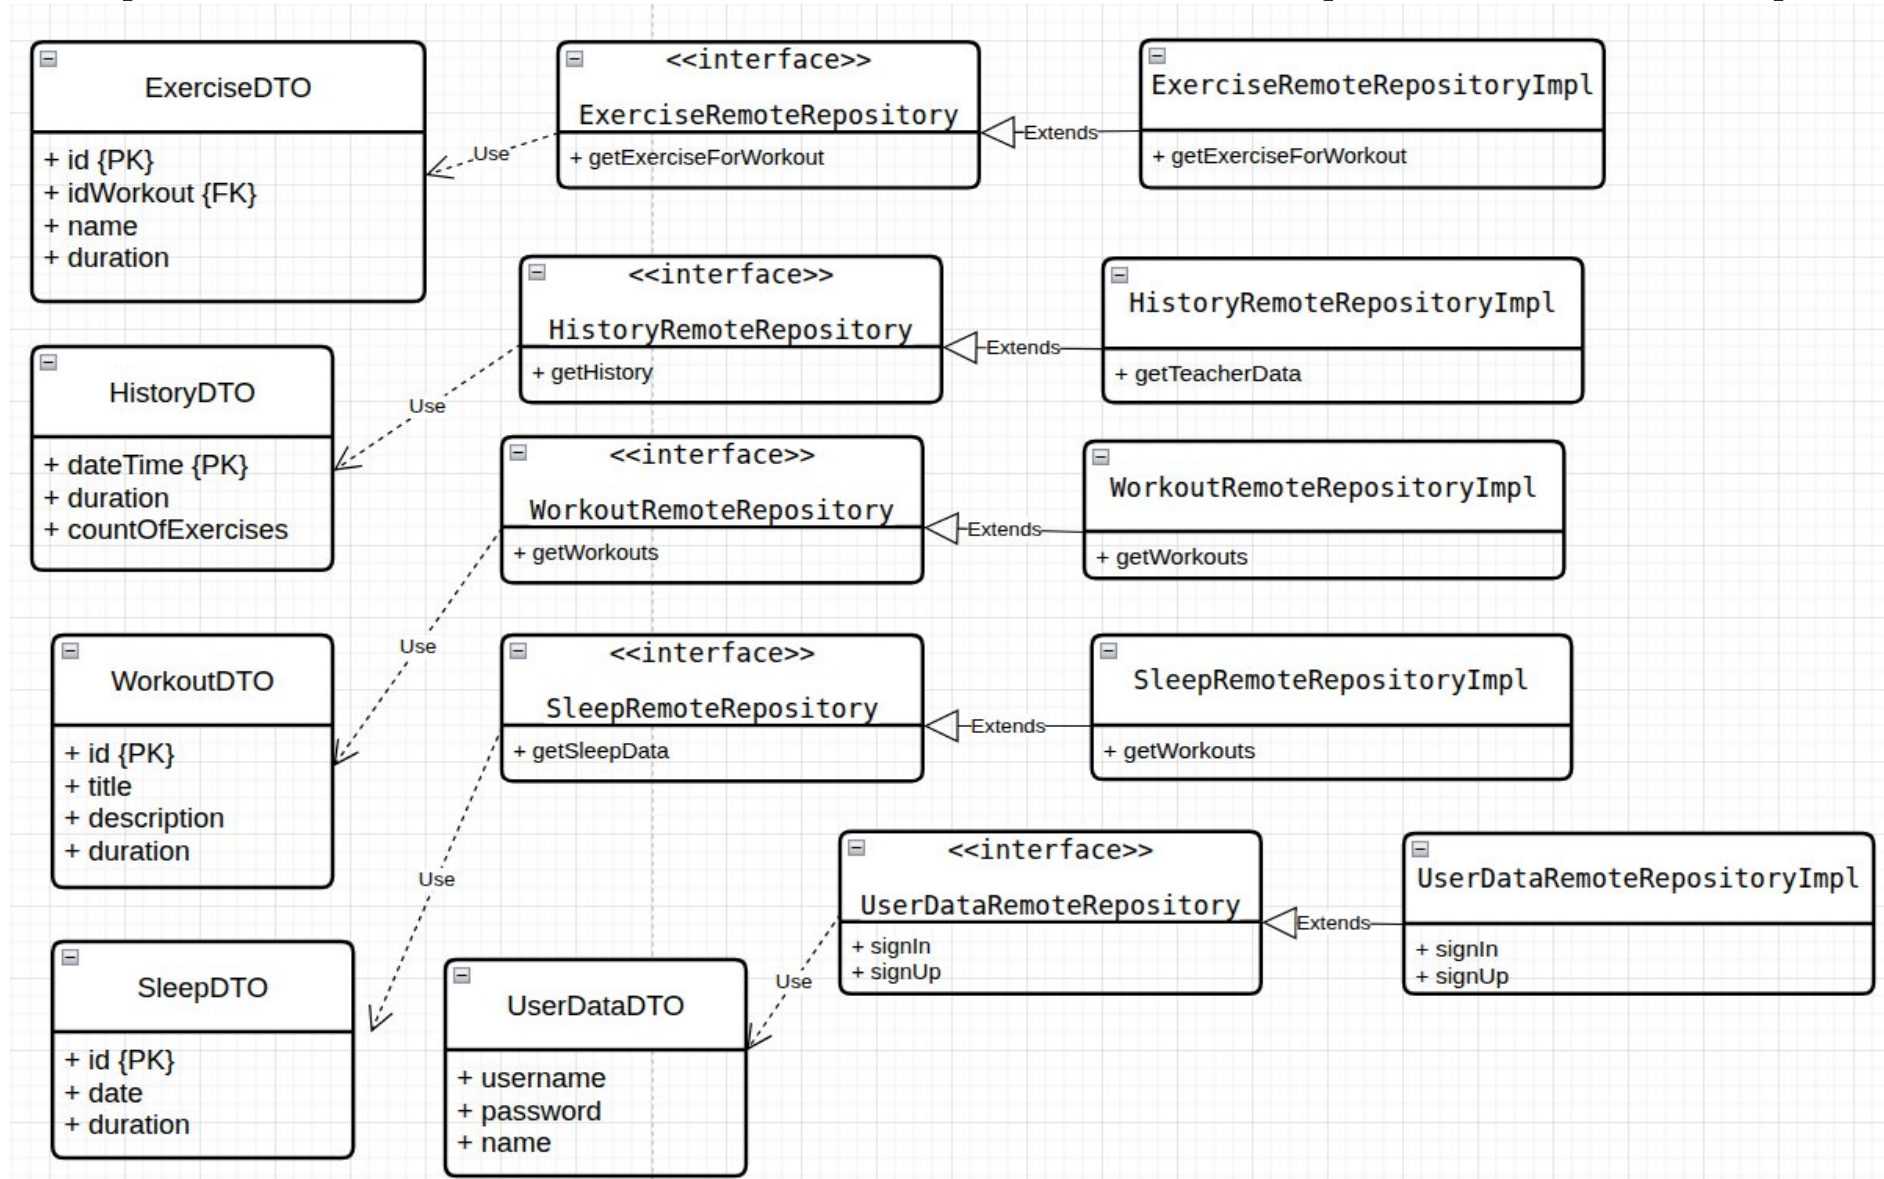 ExerciseDTO
+ id {PK}
+ idWorkout {FK}
+ name
+ duration
Use
<<interface>>
ExerciseRemoteRepository
+ getExerciseForWorkout
Extends
ExerciseRemoteRepositoryImpl
+ getExerciseForWorkout
HistoryDTO
+ dateTime {PK}
+ duration
+ countOfExercises
Use
<<interface>>
HistoryRemoteRepository
+ getHistory
Extends
HistoryRemoteRepositoryImpl
+ getTeacherData
WorkoutDTO
+ id {PK}
+ title
+ description
+ duration
Use
<<interface>>
WorkoutRemoteRepository
+ getWorkouts
Extends
WorkoutRemoteRepositoryImpl
+ getWorkouts
SleepDTO
+ id {PK}
+ date
+ duration
Use
<<interface>>
SleepRemoteRepository
+ getSleepData
Extends
SleepRemoteRepositoryImpl
+ getWorkouts
UserDataDTO
+ username
+ password
+ name
Use
<<interface>>
UserDataRemoteRepository
+ signIn
+ signUp
Extends
UserDataRemoteRepositoryImpl
+ signIn
+ signUp